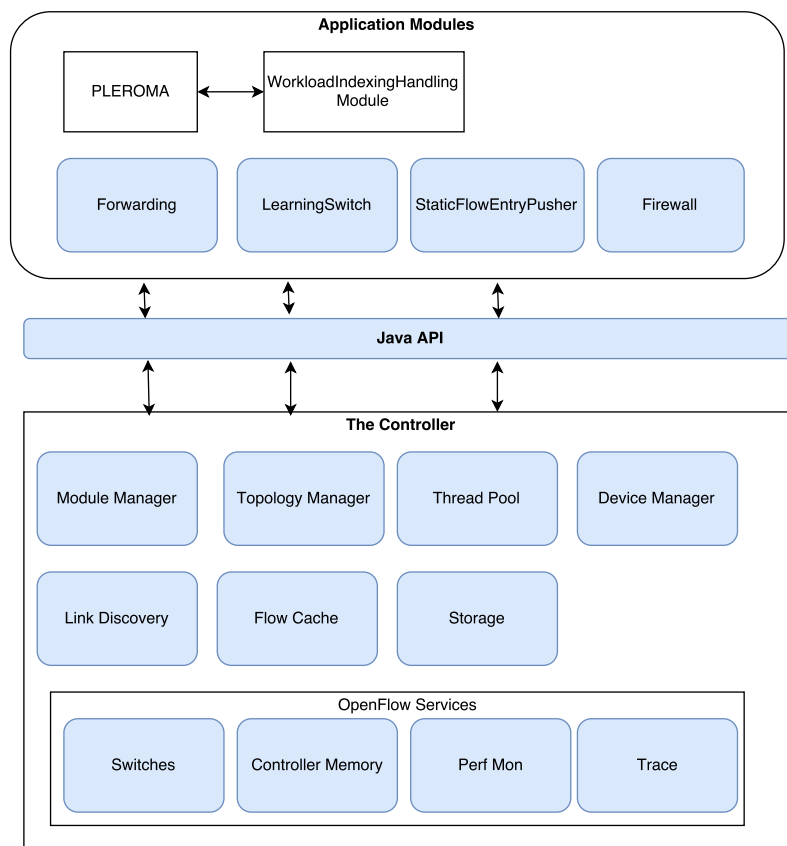 Application Modules
PLEROMA
WorkloadIndexingHandling
Module
Forwarding
LearningSwitch
StaticFlowEntryPusher
Firewall
Java API
The Controller
Module Manager
Topology Manager
Thread Pool
Device Manager
Link Discovery
Flow Cache
Storage
OpenFlow Services
Switches
Controller Memory
Perf Mon
Trace